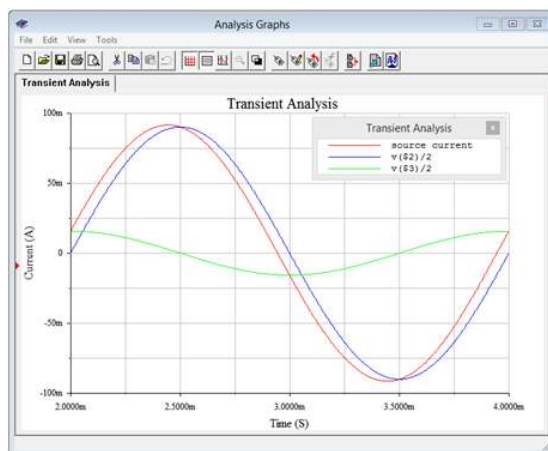 Analysis Graphs
File Edit View Tools
Transient Analysis
Transient Analysis
100m
50m
0
-50m
-100m
Current (A)
Transient Analysis
source current
v($2)/2
v($3)/2
2.0000m 2.5000m 3.0000m 3.5000m 4.0000m
Time (S)